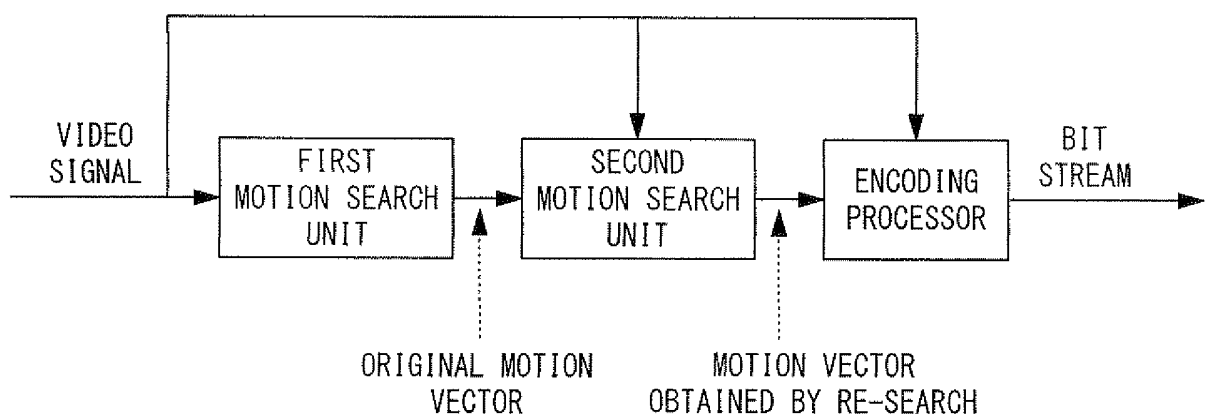 VIDEO
SIGNAL
FIRST
MOTION SEARCH
UNIT
SECOND
MOTION SEARCH
UNIT
ENCODING
PROCESSOR
BIT
STREAM
ORIGINAL MOTION
VECTOR
MOTION VECTOR
OBTAINED BY RE-SEARCH